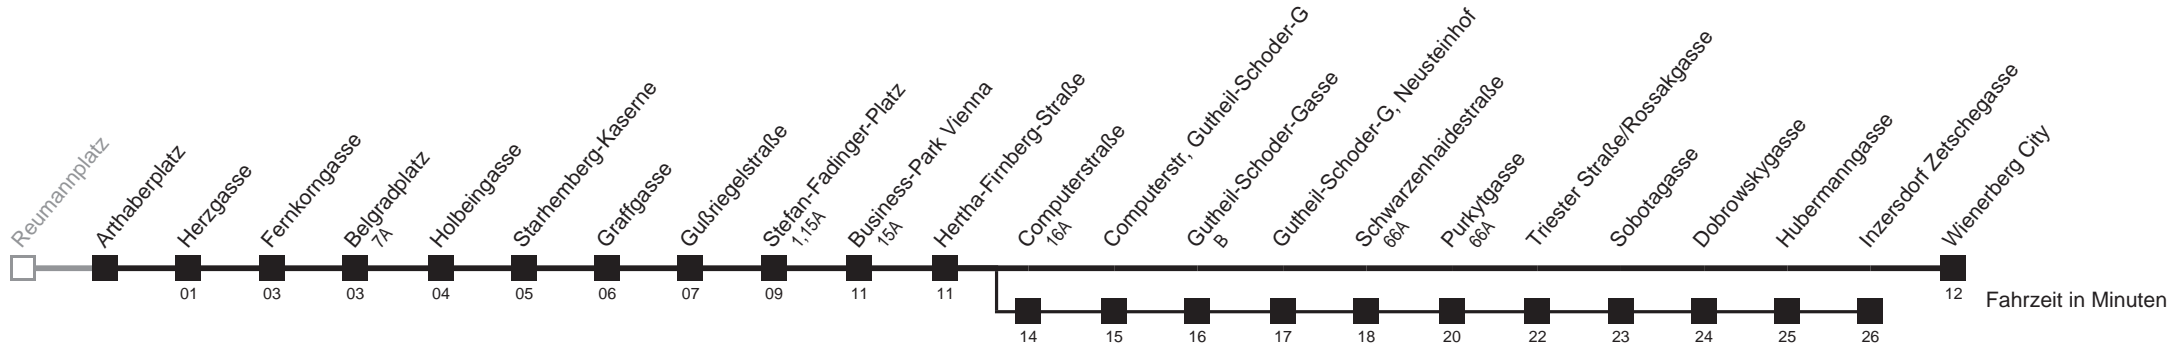 Reumannplatz
Arthaberplatz
Herzgasse
Fernkorngasse
Belgradplatz
7A
Holbeingasse
Starhemberg-Kaserne
Graffgasse
Gußriegelstraße
Stefan-Fadinger-Platz
1,15A
Business-Park Vienna
15A
Hertha-Firnberg-Straße
Computerstraße
16A
Computerstr, Gutheil-Schoder-G
Gutheil-Schoder-Gasse
B
Gutheil-Schoder-G, Neusteinhof
Schwarzenhaidestraße
66A
Purkytgasse
66A
Triester Straße/Rossakgasse
Sobotagasse
Dobrowskygasse
Hubermanngasse
Inzersdorf Zetschegasse
Wienerberg City
01 03 03 04 05 06 07 09 11 11 12
Fahrzeit in Minuten
14 15 16 17 18 20 22 23 24 25 26